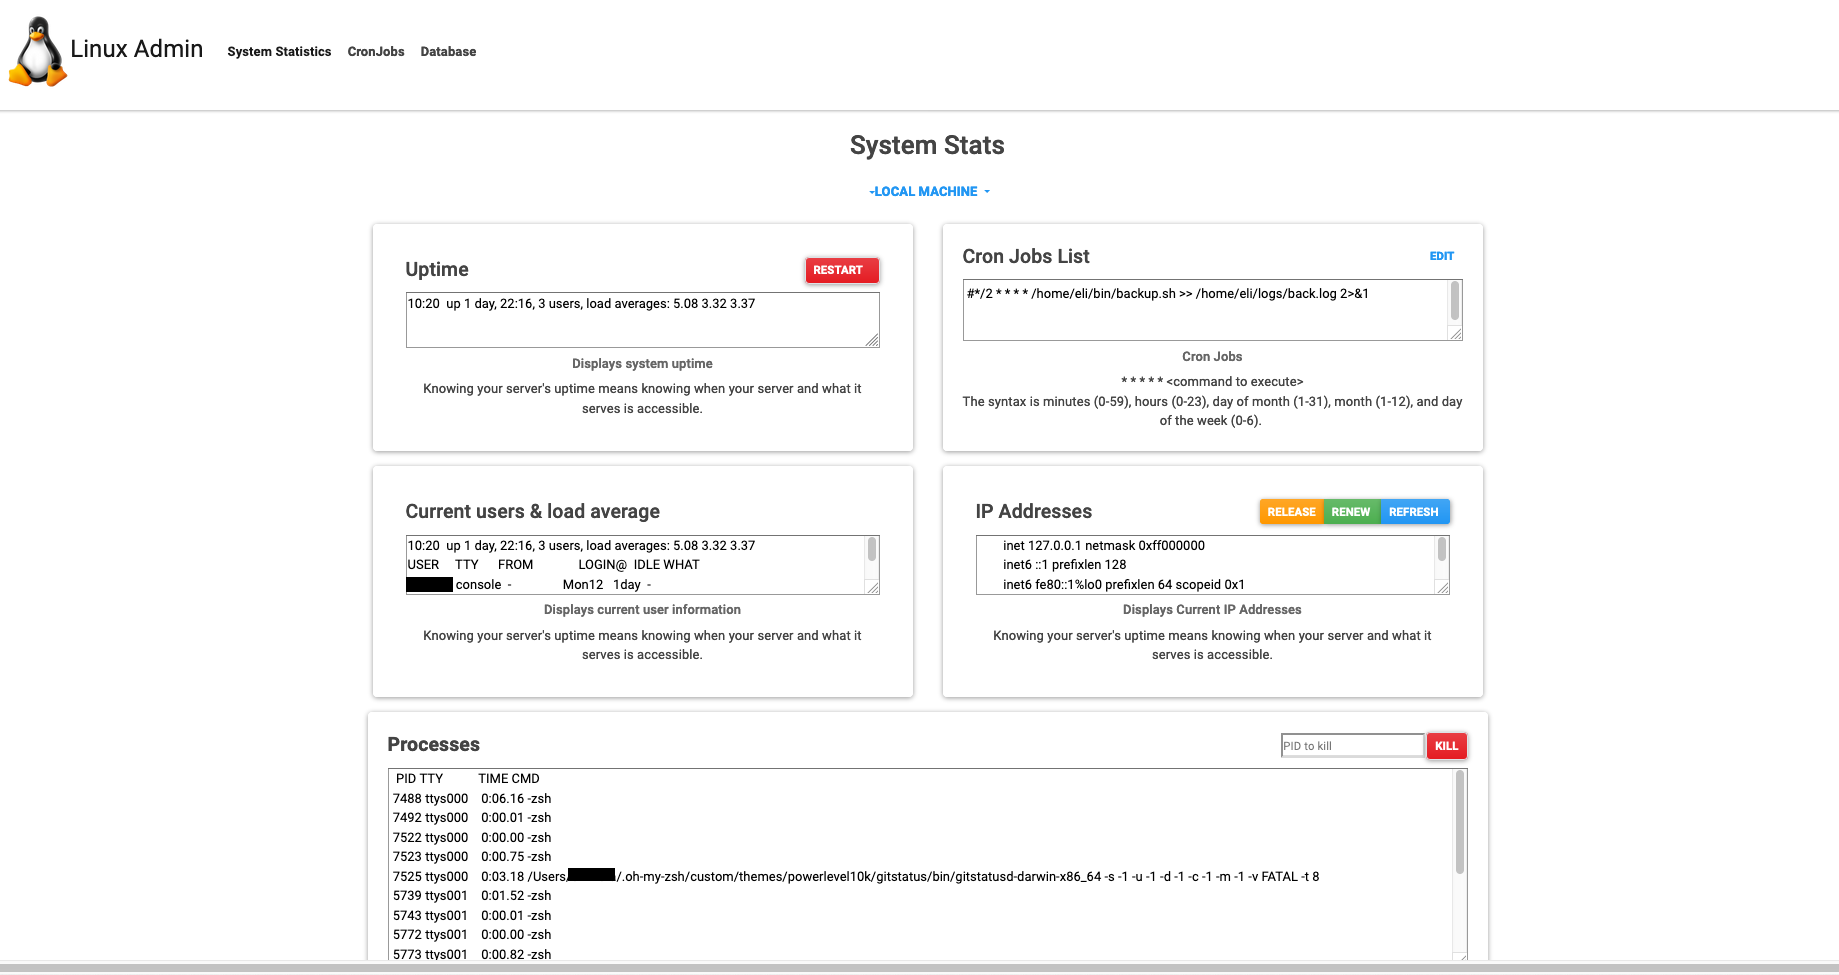 Linux Admin
System Statistics CronJobs Database
System Stats
-LOCAL MACHINE
Uptime
RESTART
10:20  up 1 day, 22:16, 3 users, load averages: 5.08 3.32 3.37
Displays system uptime
Knowing your server's uptime means knowing when your server and what it
serves is accessible.
Cron Jobs List
EDIT
#*/2 * * * * /home/eli/bin/backup.sh >> /home/eli/logs/back.log 2>&1
Cron Jobs
* * * * * <command to execute>
The syntax is minutes (0-59), hours (0-23), day of month (1-31), month (1-12), and day
of the week (0-6).
Current users & load average
10:20  up 1 day, 22:16, 3 users, load averages: 5.08 3.32 3.37
USER TTY FROM LOGIN@ IDLE WHAT
console - Mon12 1day -
Displays current user information
Knowing your server's uptime means knowing when your server and what it
serves is accessible.
IP Addresses
RELEASE RENEW REFRESH
inet 127.0.0.1 netmask 0xff000000
inet6 ::1 prefixlen 128
inet6 fe80::1%lo0 prefixlen 64 scopeid 0x1
Displays Current IP Addresses
Knowing your server's uptime means knowing when your server and what it
serves is accessible.
Processes
PID to kill
KILL
PID TTY TIME CMD
7488 ttys000 0:06.16 -zsh
7492 ttys000 0:00.01 -zsh
7522 ttys000 0:00.00 -zsh
7523 ttys000 0:00.75 -zsh
7525 ttys000 0:03.18 /Users/ /.oh-my-zsh/custom/themes/powerlevel10k/gitstatus/bin/gitstatusd-darwin-x86_64 -s -1 -u -1 -d -1 -c -1 -m -1 -v FATAL -t 8
5739 ttys001 0:01.52 -zsh
5743 ttys001 0:00.01 -zsh
5772 ttys001 0:00.00 -zsh
5773 ttys001 0:00.82 -zsh